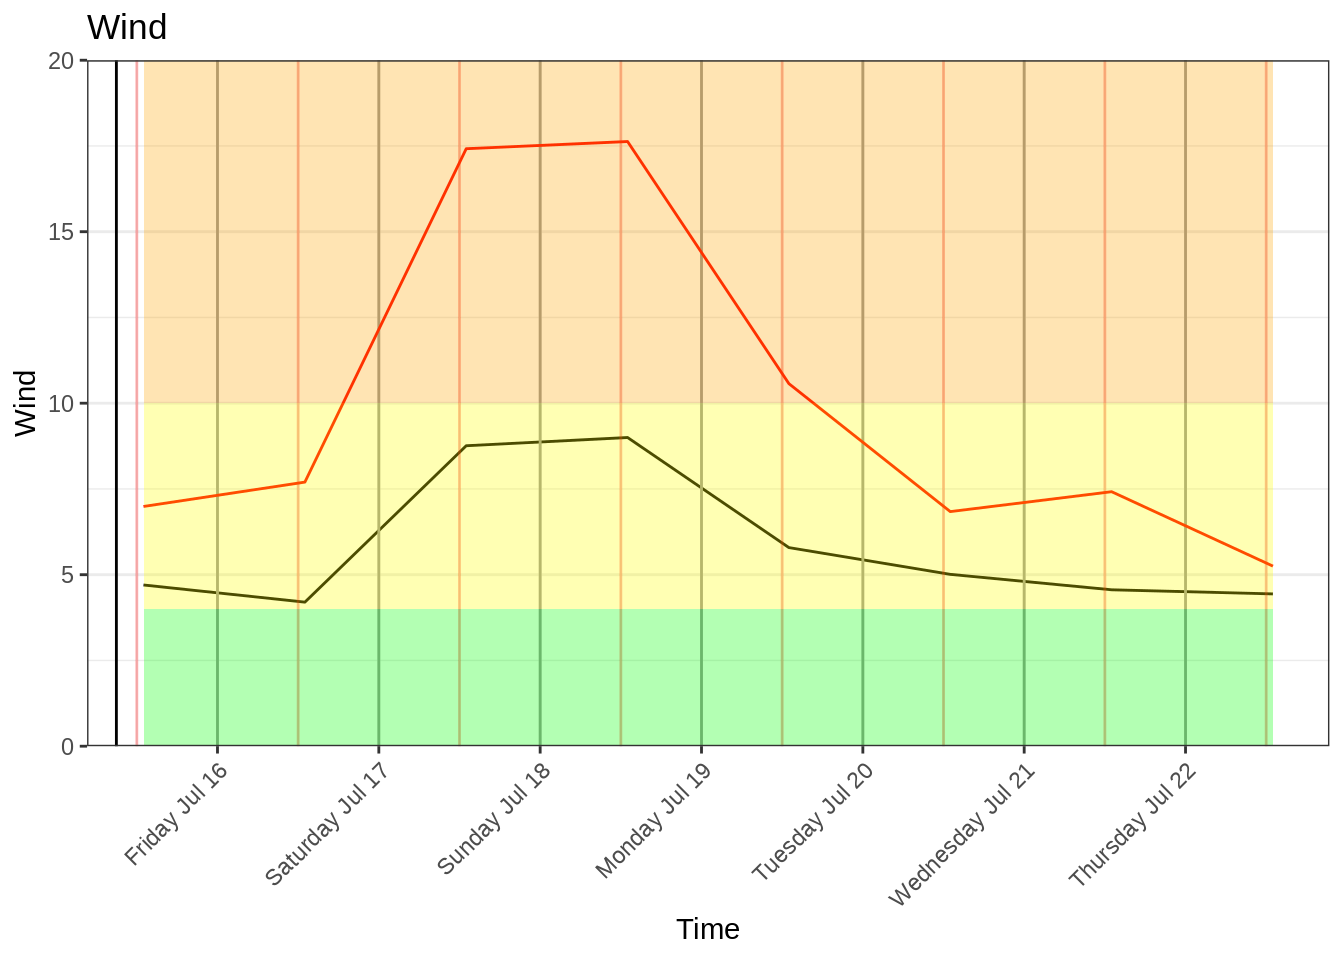 Wind
20
15
10
5
0
Wind
Friday Jul 16
Saturday Jul 17
Sunday Jul 18
Monday Jul 19
Tuesday Jul 20
Wednesday Jul 21
Thursday Jul 22
Time